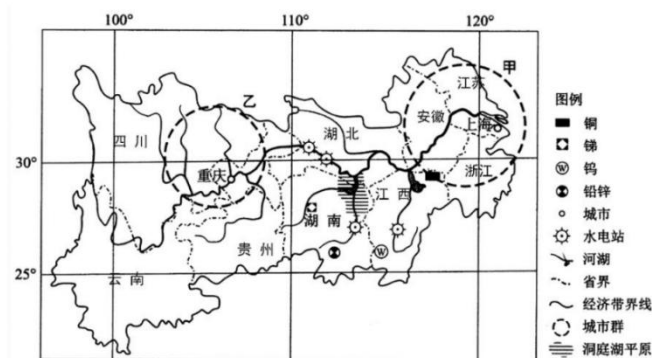 100°
110°
120°
甲
江苏
乙
安徽
上海
四川
湖北
重庆
浙江
30°
江西
湖南
贵州
云南
25°
图例
铜
锑
W 钨
铅锌
城市
水电站
河湖
省界
经济带界线
城市群
洞庭湖平原
W